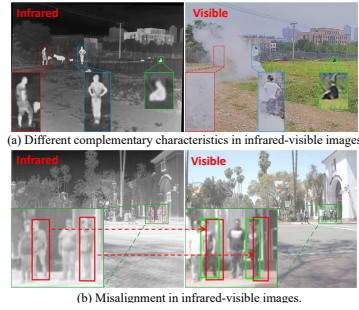 Infrared Visible
(a) Different complementary characteristics in infrared-visible images
Infrared Visible
(b) Misalignment in infrared-visible images.